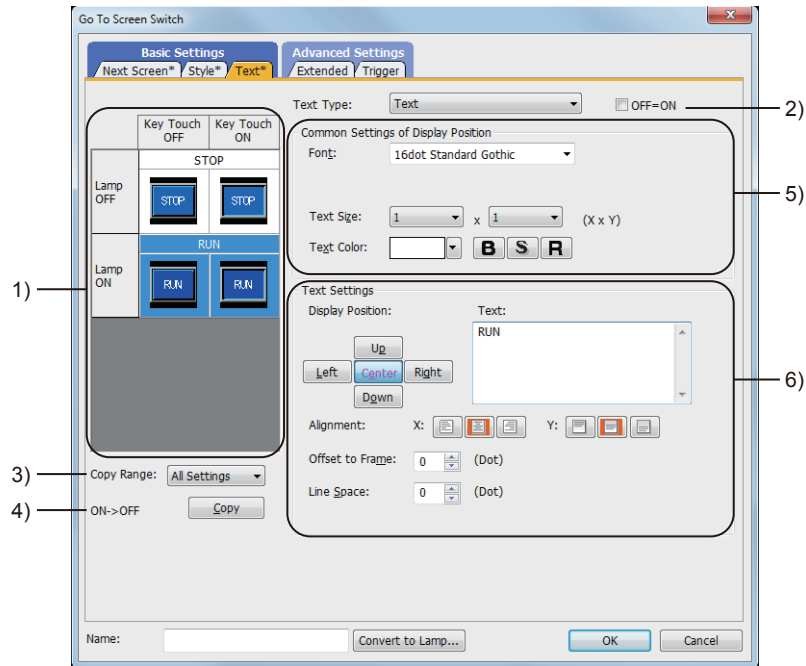 Go To Screen Switch
Basic Settings
Advanced Settings
Next Screen* Style* Text* Extended Trigger
Text Type: Text OFF=ON 2)
Key Touch OFF Key Touch ON
STOP
Lamp OFF STOP STOP
RUN
Lamp ON RUN RUN
1)
Common Settings of Display Position
Font: 16dot Standard Gothic
5)
Text Size: 1 x 1 (X x Y)
Text Color: B S R
Text Settings
Display Position: Text:
RUN
Up
Left Center Right
Down
6)
Alignment: X: Y:
Offset to Frame: 0 (Dot)
Line Space: 0 (Dot)
3) Copy Range: All Settings
4) ON->OFF Copy
Name: Convert to Lamp... OK Cancel